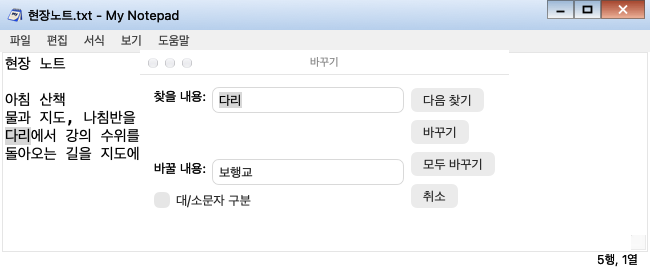 현장노트.txt - My Notepad
파일 편집 서식 보기 도움말
현장 노트
아침 산책
물과 지도, 나침반을
다리에서 강의 수위를
돌아오는 길을 지도에
바꾸기
찾을 내용: 다리
다음 찾기
바꾸기
바꿀 내용: 보행교
모두 바꾸기
대/소문자 구분
취소
5행, 1열